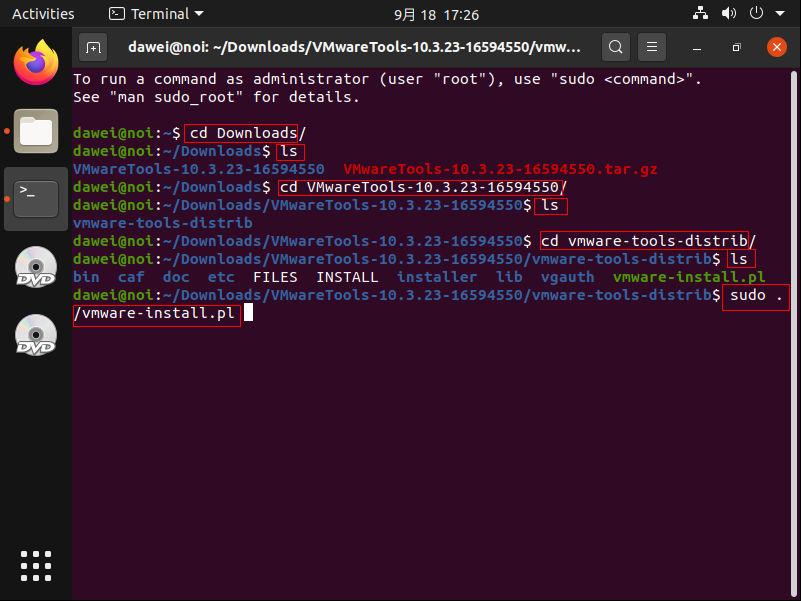 Activities
Terminal
9月 18 17:26
dawei@noi: ~/Downloads/VMwareTools-10.3.23-16594550/vmw...
To run a command as administrator (user "root"), use "sudo <command>".
See "man sudo_root" for details.
dawei@noi:~$ cd Downloads/
dawei@noi:~/Downloads$ ls
VMwareTools-10.3.23-16594550  VMwareTools-10.3.23-16594550.tar.gz
dawei@noi:~/Downloads$ cd VMwareTools-10.3.23-16594550/
dawei@noi:~/Downloads/VMwareTools-10.3.23-16594550$ ls
vmware-tools-distrib
dawei@noi:~/Downloads/VMwareTools-10.3.23-16594550$ cd vmware-tools-distrib/
dawei@noi:~/Downloads/VMwareTools-10.3.23-16594550/vmware-tools-distrib$ ls
bin  caf  doc  etc  FILES  INSTALL  installer  lib  vgauth  vmware-install.pl
dawei@noi:~/Downloads/VMwareTools-10.3.23-16594550/vmware-tools-distrib$ sudo .
/vmware-install.pl
>_
DVD
DVD